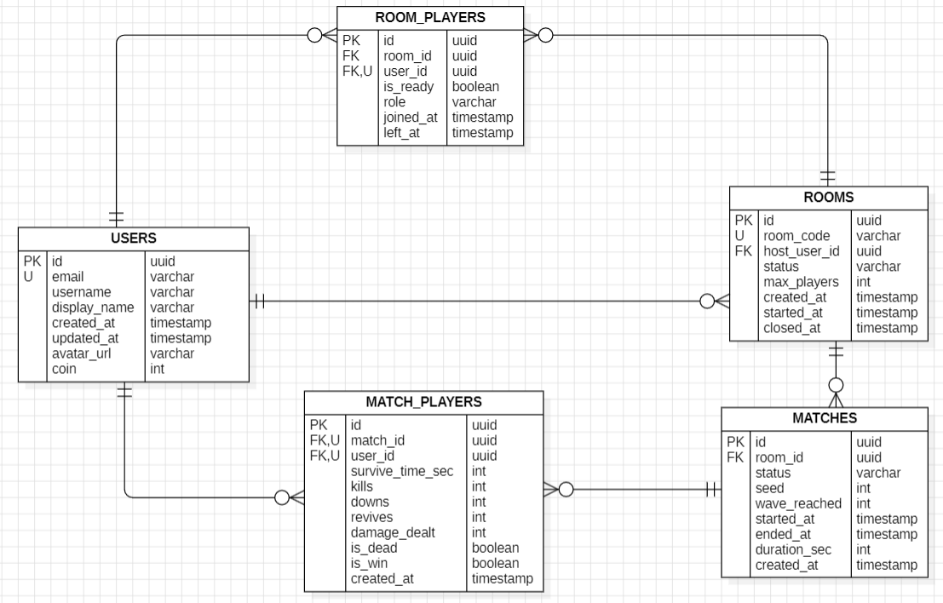 ROOM_PLAYERS
PK id uuid
FK room_id uuid
FK,U user_id uuid
is_ready boolean
role varchar
joined_at timestamp
left_at timestamp
ROOMS
PK id uuid
U room_code varchar
FK host_user_id uuid
status varchar
max_players int
created_at timestamp
started_at timestamp
closed_at timestamp
USERS
PK id uuid
U email varchar
username varchar
display_name varchar
created_at timestamp
updated_at timestamp
avatar_url varchar
coin int
MATCH_PLAYERS
PK id uuid
FK,U match_id uuid
FK,U user_id uuid
survive_time_sec int
kills int
downs int
revives int
damage_dealt int
is_dead boolean
is_win boolean
created_at timestamp
MATCHES
PK id uuid
FK room_id uuid
status varchar
seed int
wave_reached int
started_at timestamp
ended_at timestamp
duration_sec int
created_at timestamp